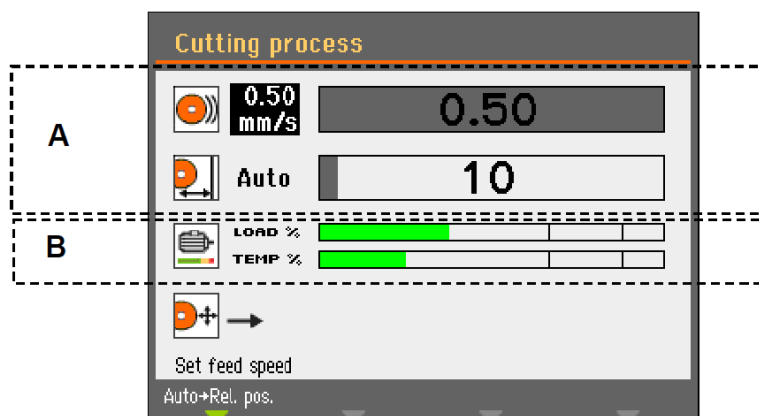 Cutting process
A
0.50
mm/s
0.50
Auto
10
B
LOAD %
TEMP %
Set feed speed
Auto→Rel. pos.